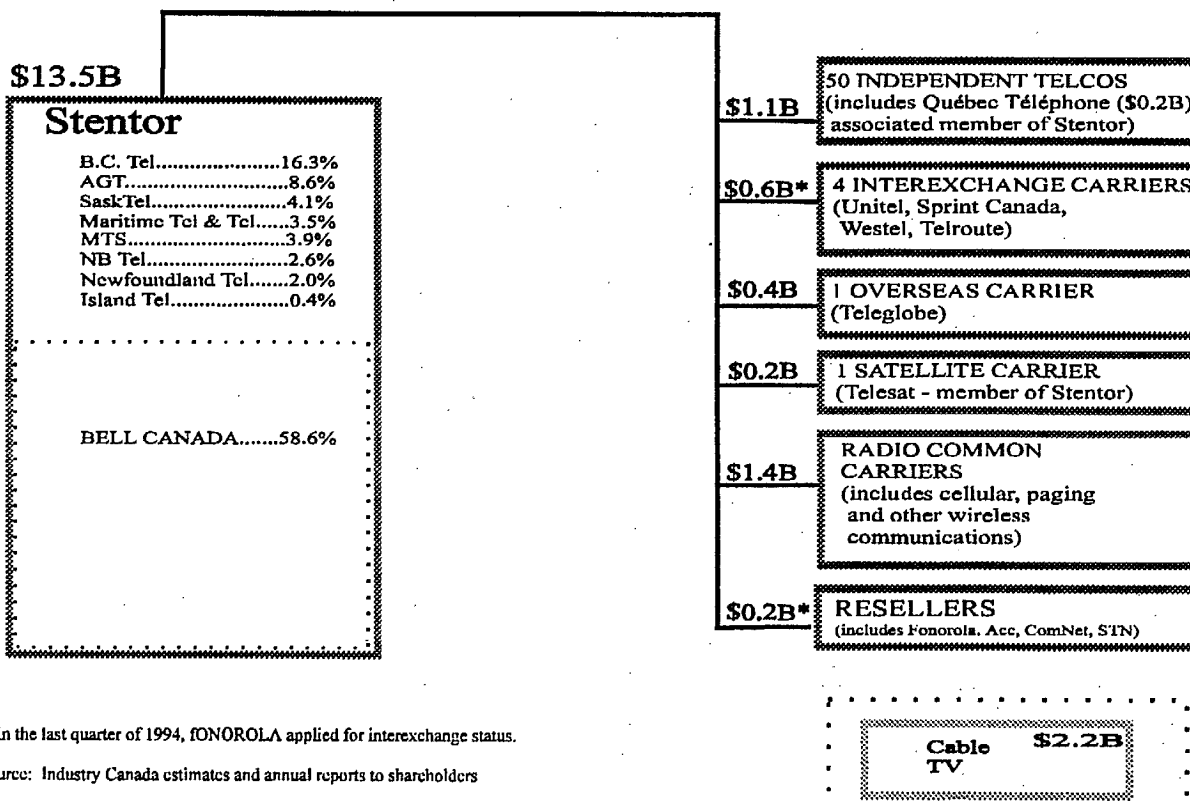 $13.5B
Stentor
B.C. Tel.......................16.3%
AGT..............................8.6%
SaskTel.........................4.1%
Maritime Tel & Tel......3.5%
MTS.............................3.9%
NB Tel.........................2.6%
Newfoundland Tel.......2.0%
Island Tel.....................0.4%
BELL CANADA.......58.6%
$1.1B
50 INDEPENDENT TELCOS
(includes Québec Téléphone ($0.2B)
associated member of Stentor)
$0.6B*
4 INTEREXCHANGE CARRIERS
(Unitel, Sprint Canada,
Westel, Telroute)
$0.4B
1 OVERSEAS CARRIER
(Teleglobe)
$0.2B
1 SATELLITE CARRIER
(Telesat - member of Stentor)
$1.4B
RADIO COMMON
CARRIERS
(includes cellular, paging
and other wireless
communications)
$0.2B*
RESELLERS
(includes Fonorola. Acc, ComNet, STN)
in the last quarter of 1994, fONOROLA applied for interexchange status.
urce: Industry Canada estimates and annual reports to shareholders
Cable $2.2B
TV